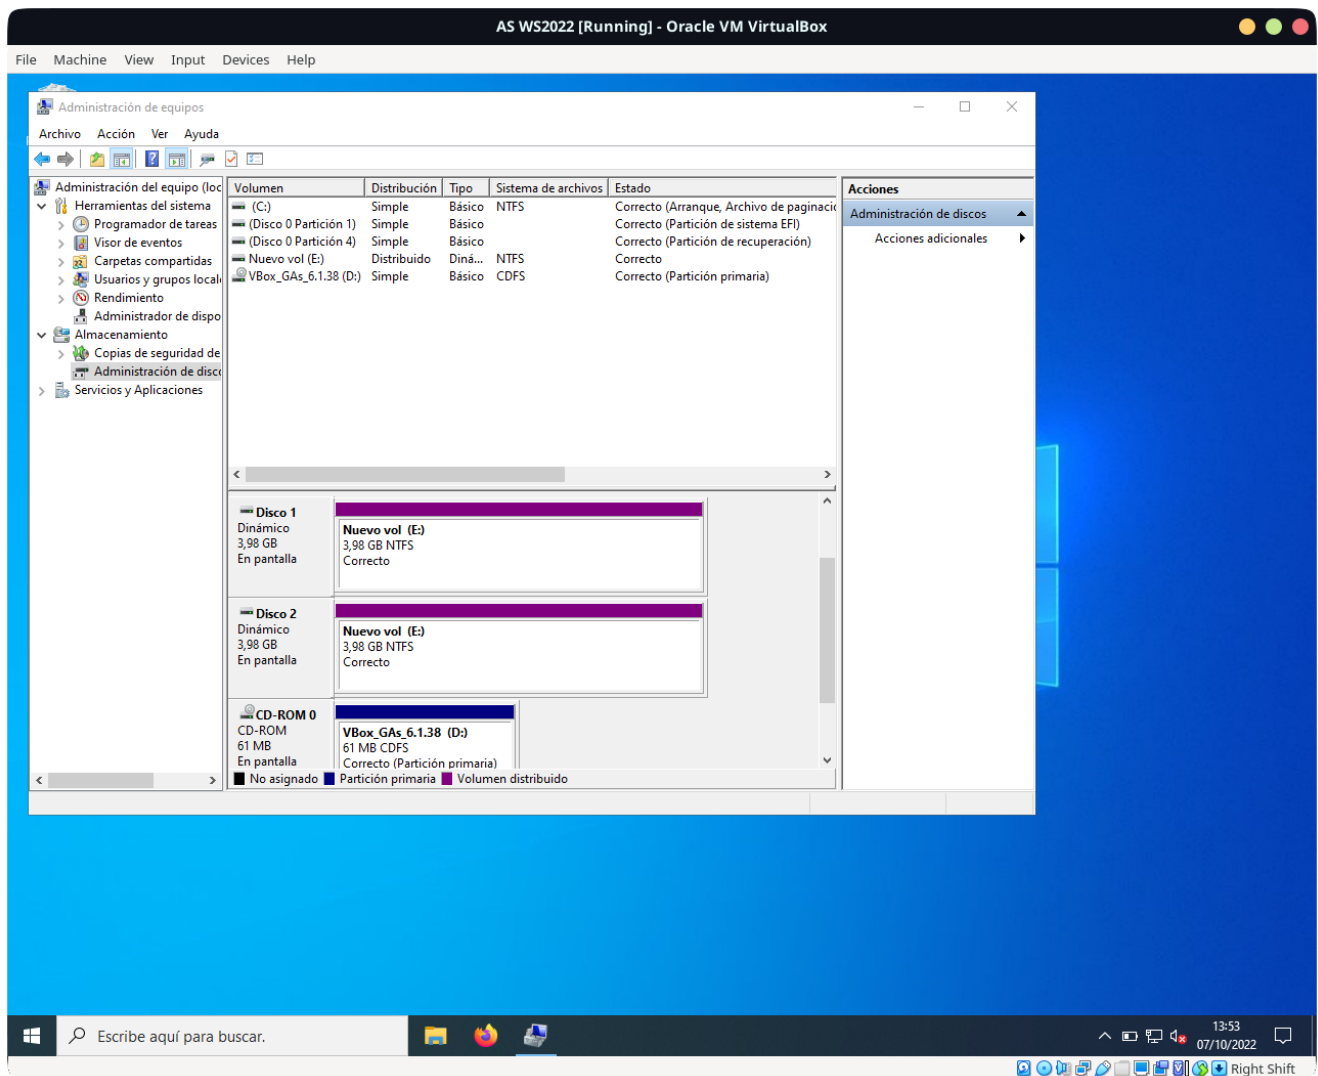 AS WS2022 [Running] - Oracle VM VirtualBox
File Machine View Input Devices Help
Administración de equipos
Archivo Acción Ver Ayuda
Administración del equipo (loc
Herramientas del sistema
Programador de tareas
Visor de eventos
Carpetas compartidas
Usuarios y grupos local
Rendimiento
Administrador de dispo
Almacenamiento
Copias de seguridad de
Administración de disc
Servicios y Aplicaciones
Volumen Distribución Tipo Sistema de archivos Estado
(C:) Simple Básico NTFS Correcto (Arranque, Archivo de paginació
(Disco 0 Partición 1) Simple Básico Correcto (Partición de sistema EFI)
(Disco 0 Partición 4) Simple Básico Correcto (Partición de recuperación)
Nuevo vol (E:) Distribuido Diná... NTFS Correcto
VBox_GAs_6.1.38 (D:) Simple Básico CDFS Correcto (Partición primaria)
Acciones
Administración de discos
Acciones adicionales
Disco 1
Dinámico
3,98 GB
En pantalla
Nuevo vol (E:)
3,98 GB NTFS
Correcto
Disco 2
Dinámico
3,98 GB
En pantalla
Nuevo vol (E:)
3,98 GB NTFS
Correcto
CD-ROM 0
CD-ROM
61 MB
En pantalla
VBox_GAs_6.1.38 (D:)
61 MB CDFS
Correcto (Partición primaria)
No asignado Partición primaria Volumen distribuido
Escribe aquí para buscar.
13:53
07/10/2022
Right Shift